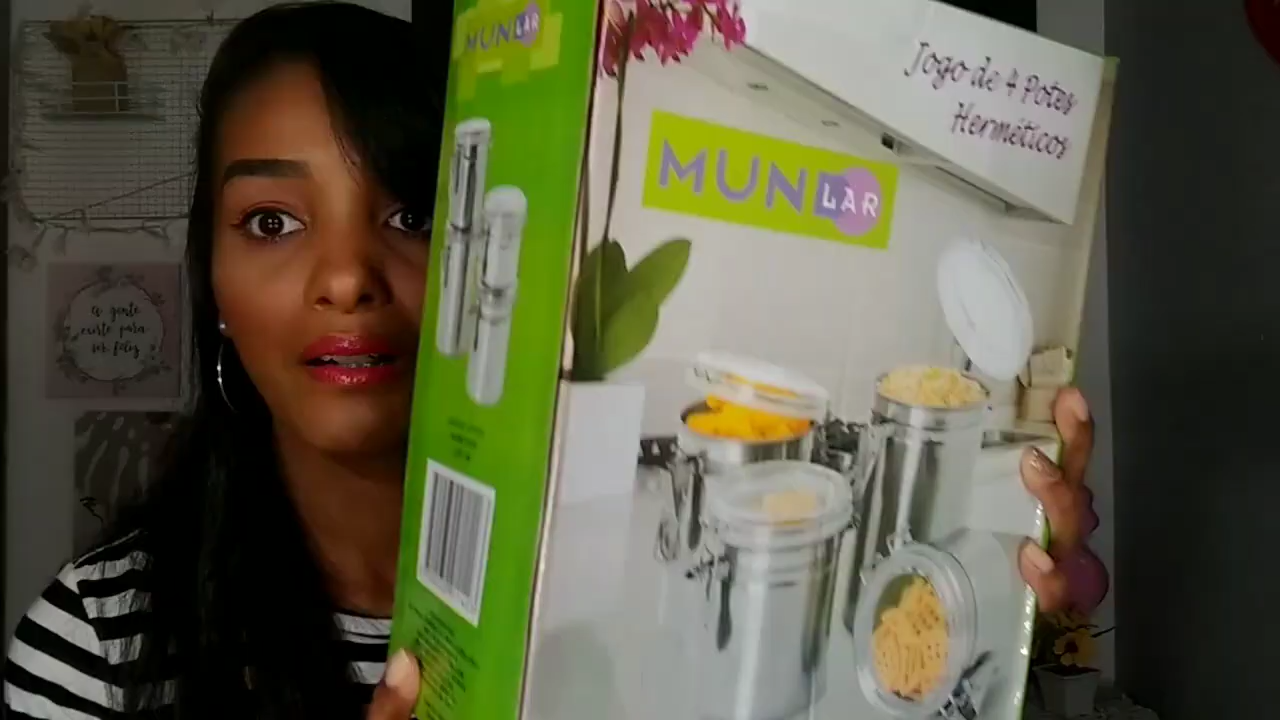 MUNLAR
Jogo de 4 Potes
Herméticos
MUNLAR
a gente
existe para
ser feliz